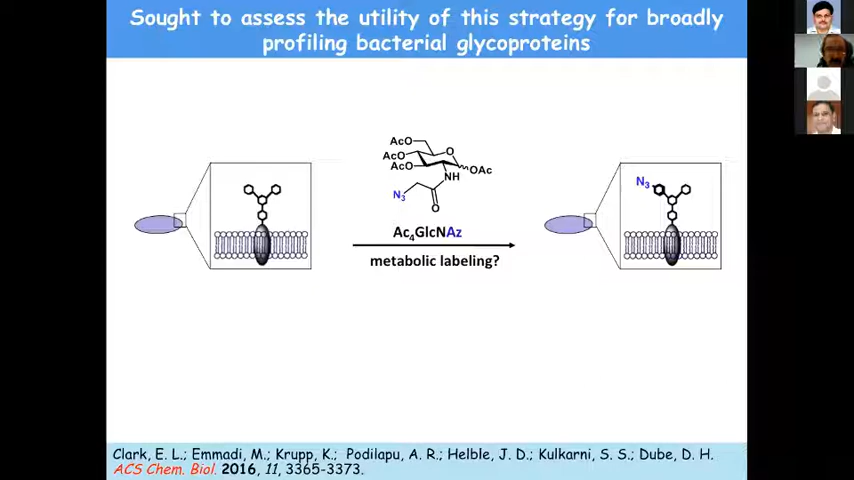 Sought to assess the utility of this strategy for broadly
profiling bacterial glycoproteins
AcO
AcO
AcO
O
OAc
NH
N3
O
Ac4GlcNAz
metabolic labeling?
N3
Clark, E. L.; Emmadi, M.; Krupp, K.; Podilapu, A. R.; Helble, J. D.; Kulkarni, S. S.; Dube, D. H.
ACS Chem. Biol. 2016, 11, 3365-3373.